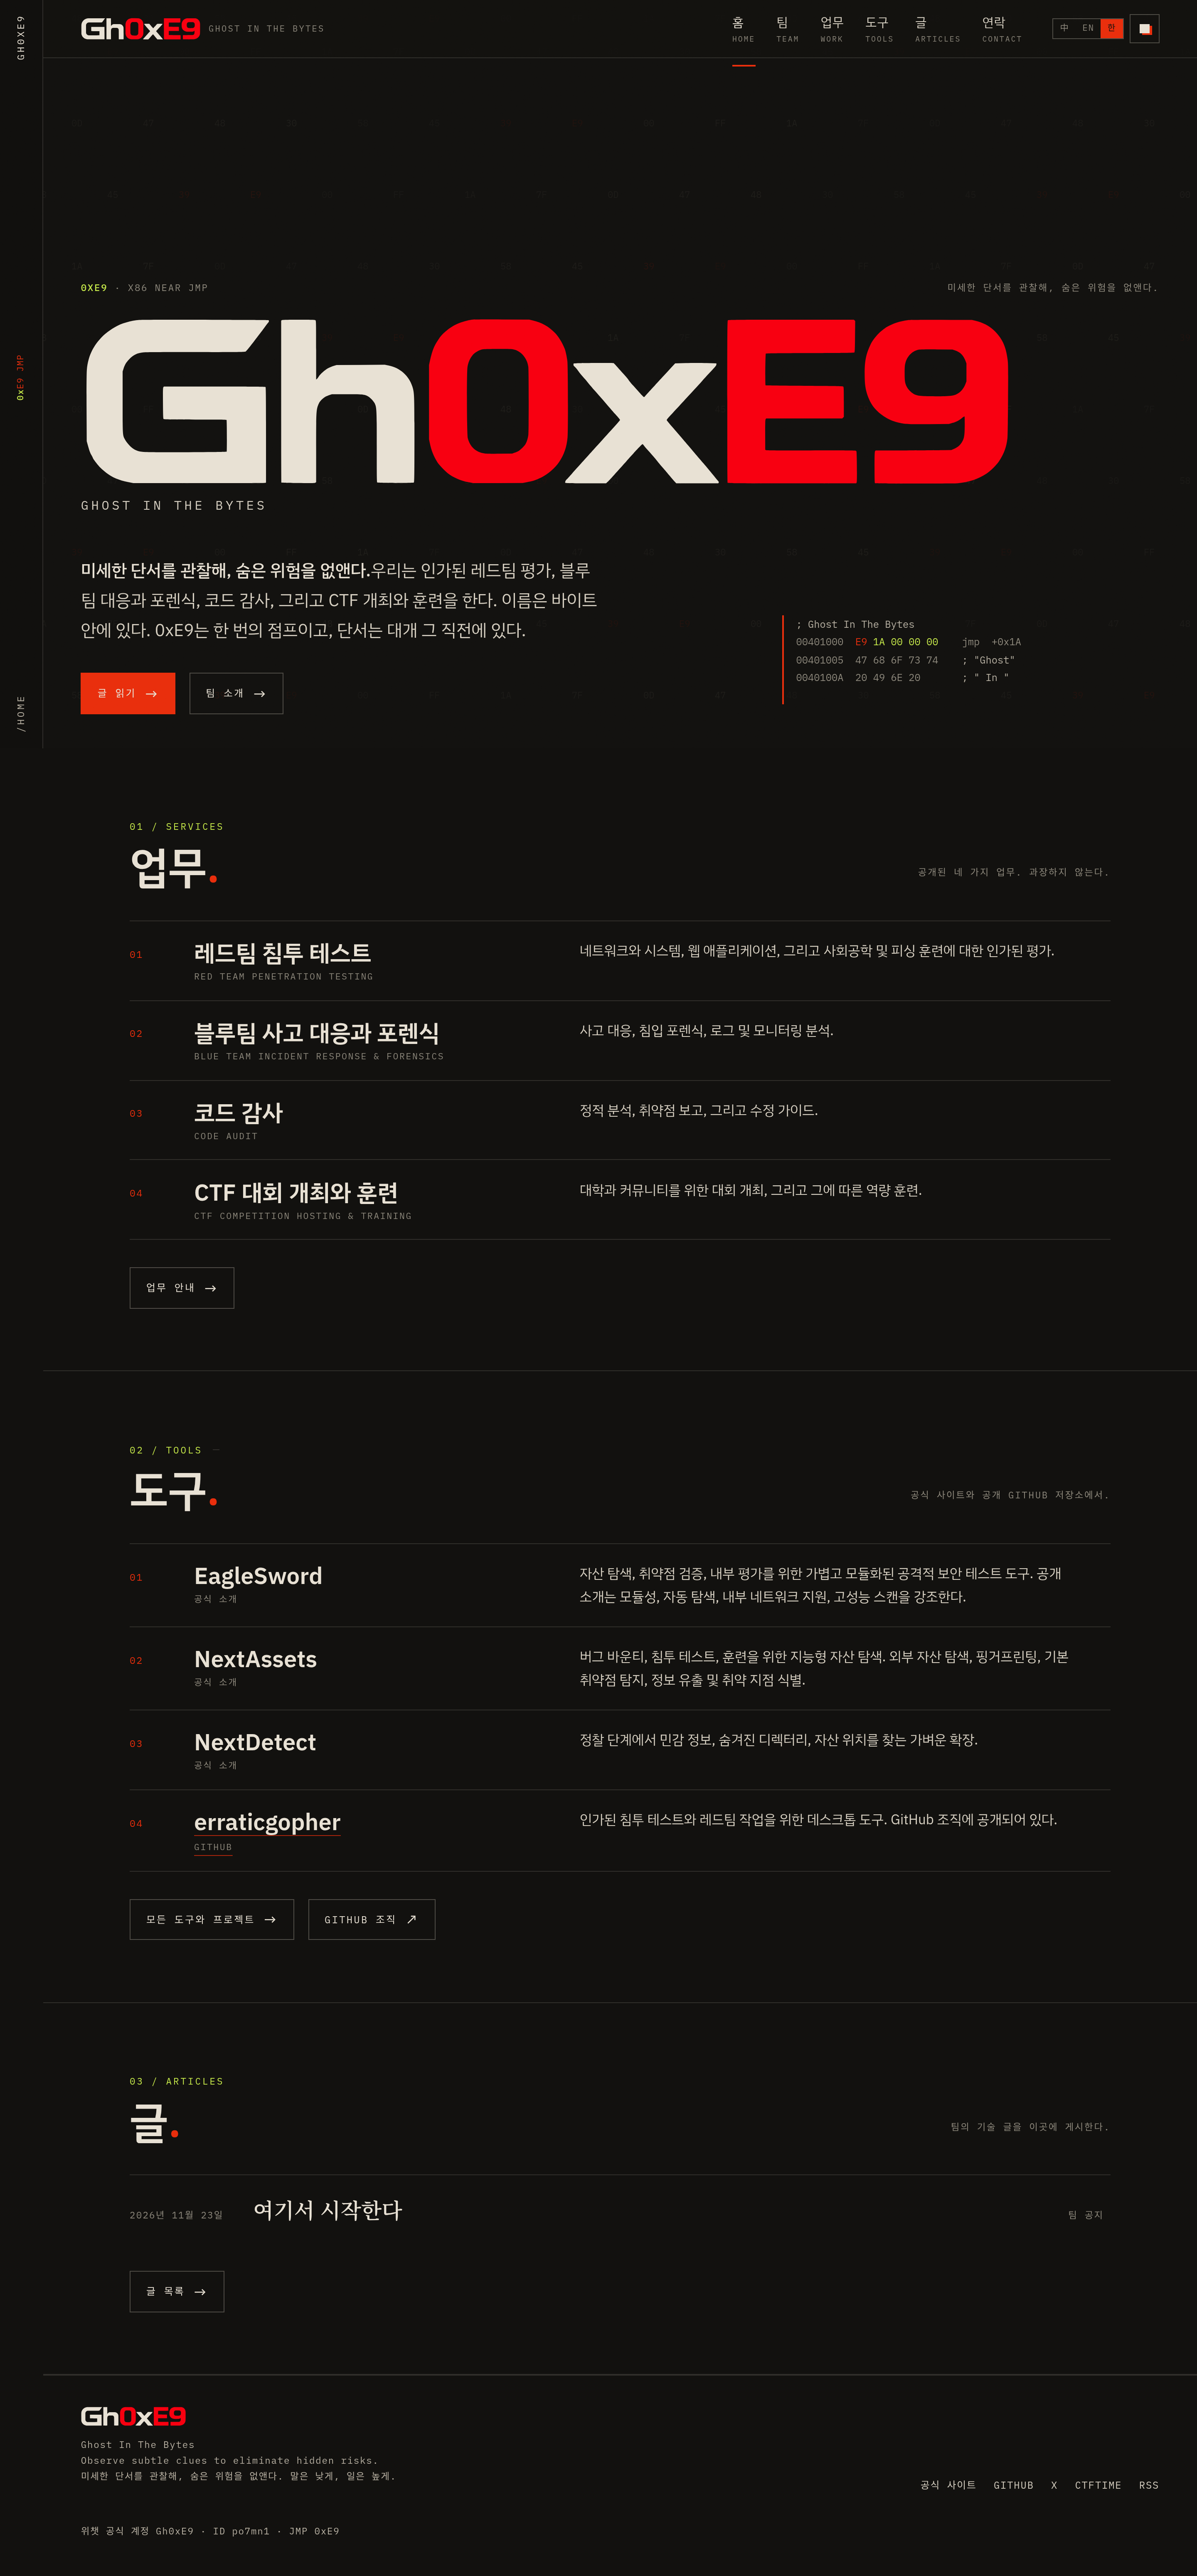 GH0XE9
0xE9 JMP
/HOME
Gh0xE9 GHOST IN THE BYTES
홈 팀 업무 도구 글 연락
HOME TEAM WORK TOOLS ARTICLES CONTACT
中 EN 한
0XE9 · X86 NEAR JMP
미세한 단서를 관찰해, 숨은 위험을 없앤다.
Gh0xE9
GHOST IN THE BYTES
미세한 단서를 관찰해, 숨은 위험을 없앤다.우리는 인가된 레드팀 평가, 블루
팀 대응과 포렌식, 코드 감사, 그리고 CTF 개최와 훈련을 한다. 이름은 바이트
안에 있다. 0xE9는 한 번의 점프이고, 단서는 대개 그 직전에 있다.
글 읽기 →
팀 소개 →
; Ghost In The Bytes
00401000 E9 1A 00 00 00 jmp +0x1A
00401005 47 68 6F 73 74 ; "Ghost"
0040100A 20 49 6E 20 ; " In "
01 / SERVICES
업무.
공개된 네 가지 업무. 과장하지 않는다.
01 레드팀 침투 테스트
RED TEAM PENETRATION TESTING
네트워크와 시스템, 웹 애플리케이션, 그리고 사회공학 및 피싱 훈련에 대한 인가된 평가.
02 블루팀 사고 대응과 포렌식
BLUE TEAM INCIDENT RESPONSE & FORENSICS
사고 대응, 침입 포렌식, 로그 및 모니터링 분석.
03 코드 감사
CODE AUDIT
정적 분석, 취약점 보고, 그리고 수정 가이드.
04 CTF 대회 개최와 훈련
CTF COMPETITION HOSTING & TRAINING
대학과 커뮤니티를 위한 대회 개최, 그리고 그에 따른 역량 훈련.
업무 안내 →
02 / TOOLS —
도구.
공식 사이트와 공개 GITHUB 저장소에서.
01 EagleSword
공식 소개
자산 탐색, 취약점 검증, 내부 평가를 위한 가볍고 모듈화된 공격적 보안 테스트 도구. 공개
소개는 모듈성, 자동 탐색, 내부 네트워크 지원, 고성능 스캔을 강조한다.
02 NextAssets
공식 소개
버그 바운티, 침투 테스트, 훈련을 위한 지능형 자산 탐색. 외부 자산 탐색, 핑거프린팅, 기본
취약점 탐지, 정보 유출 및 취약 지점 식별.
03 NextDetect
공식 소개
정찰 단계에서 민감 정보, 숨겨진 디렉터리, 자산 위치를 찾는 가벼운 확장.
04 erraticgopher
GITHUB
인가된 침투 테스트와 레드팀 작업을 위한 데스크톱 도구. GitHub 조직에 공개되어 있다.
모든 도구와 프로젝트 →
GITHUB 조직 ↗
03 / ARTICLES
글.
팀의 기술 글을 이곳에 게시한다.
2026년 11월 23일 여기서 시작한다 팀 공지
글 목록 →
Gh0xE9
Ghost In The Bytes
Observe subtle clues to eliminate hidden risks.
미세한 단서를 관찰해, 숨은 위험을 없앤다. 말은 낮게, 일은 높게.
공식 사이트 GITHUB X CTFTIME RSS
위챗 공식 계정 Gh0xE9 · ID po7mn1 · JMP 0xE9